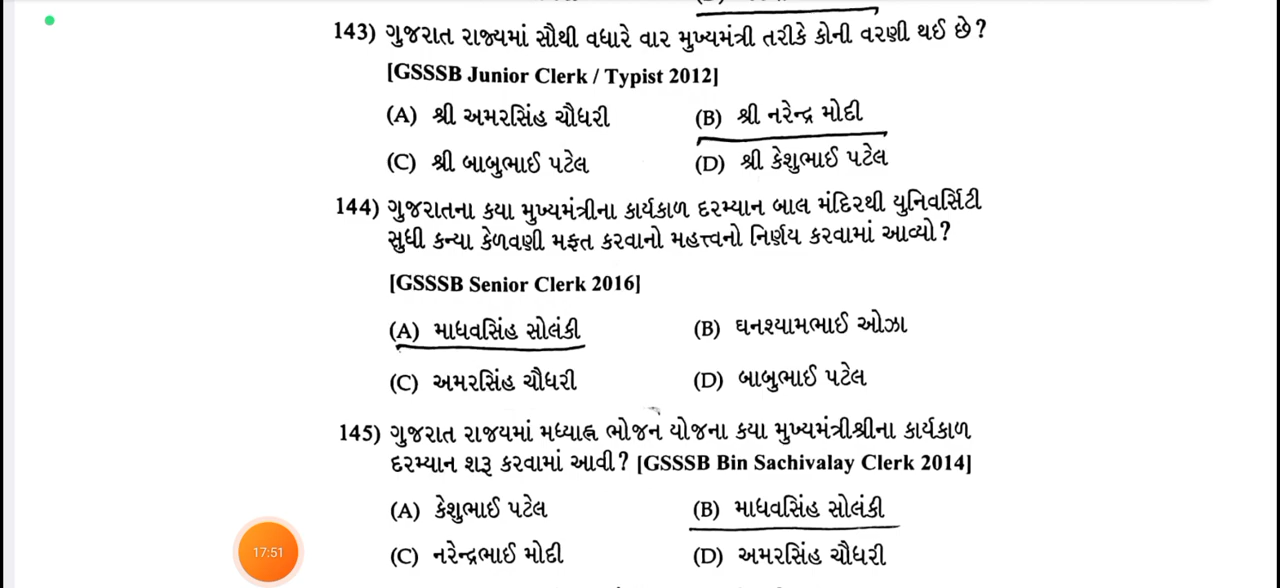 143) ગુજરાત રાજ્યમાં સૌથી વધારે વાર મુખ્યમંત્રી તરીકે કોની વરણી થઈ છે?
[GSSSB Junior Clerk / Typist 2012]
(A) શ્રી અમરસિંહ ચૌધરી (B) શ્રી નરેન્દ્ર મોદી
(C) શ્રી બાબુભાઈ પટેલ (D) શ્રી કેશુભાઈ પટેલ
144) ગુજરાતના કયા મુખ્યમંત્રીના કાર્યકાળ દરમ્યાન બાલ મંદિરથી યુનિવર્સિટી
સુધી કન્યા કેળવણી મફત કરવાનો મહત્ત્વનો નિર્ણય કરવામાં આવ્યો?
[GSSSB Senior Clerk 2016]
(A) માધવસિંહ સોલંકી (B) ઘનશ્યામભાઈ ઓઝા
(C) અમરસિંહ ચૌધરી (D) બાબુભાઈ પટેલ
145) ગુજરાત રાજયમાં મધ્યાહ્ન ભોજન યોજના કયા મુખ્યમંત્રીશ્રીના કાર્યકાળ
દરમ્યાન શરૂ કરવામાં આવી? [GSSSB Bin Sachivalay Clerk 2014]
(A) કેશુભાઈ પટેલ (B) માધવસિંહ સોલંકી
(C) નરેન્દ્રભાઈ મોદી (D) અમરસિંહ ચૌધરી
17:51